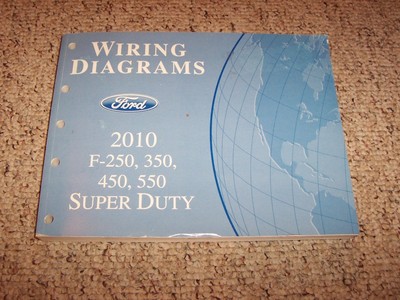 WIRING
DIAGRAMS
Ford
2010
F-250, 350,
450, 550
SUPER DUTY